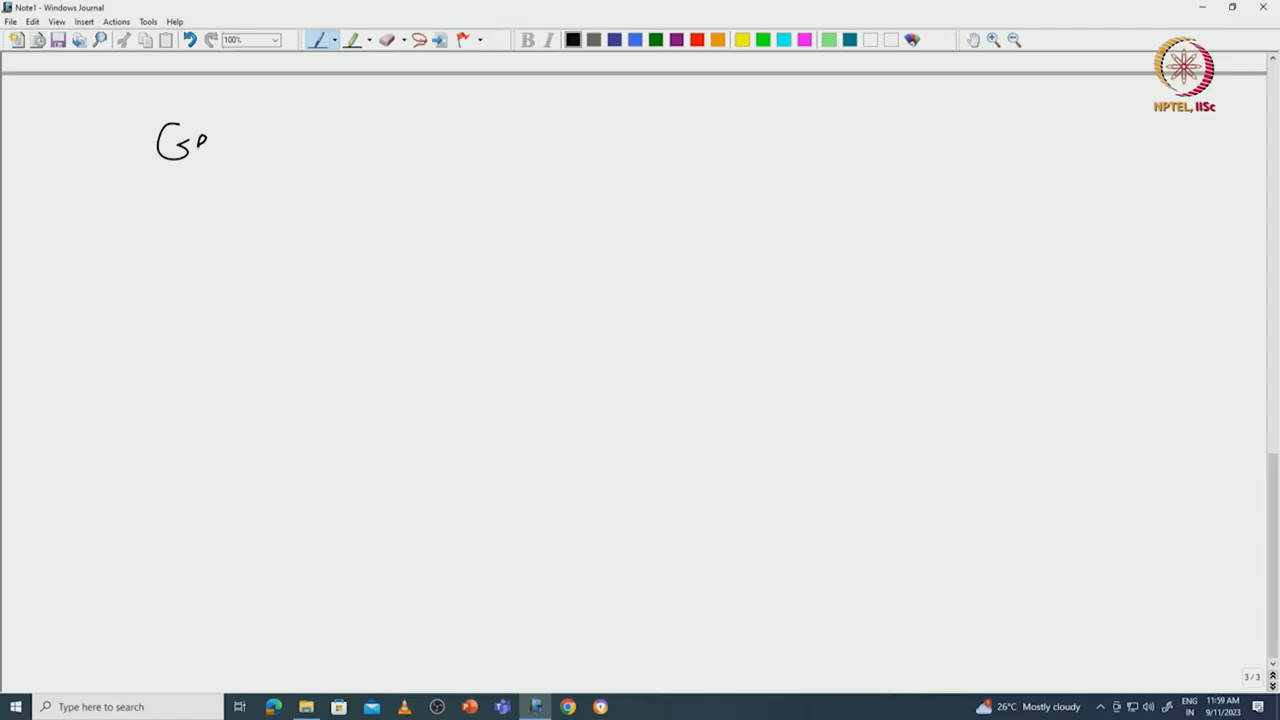 Note1 - Windows Journal
File Edit View Insert Actions Tools Help
100%
B I
NPTEL, IISc
G
3 / 3
Type here to search
26°C Mostly cloudy
ENG
IN
11:59 AM
9/11/2023